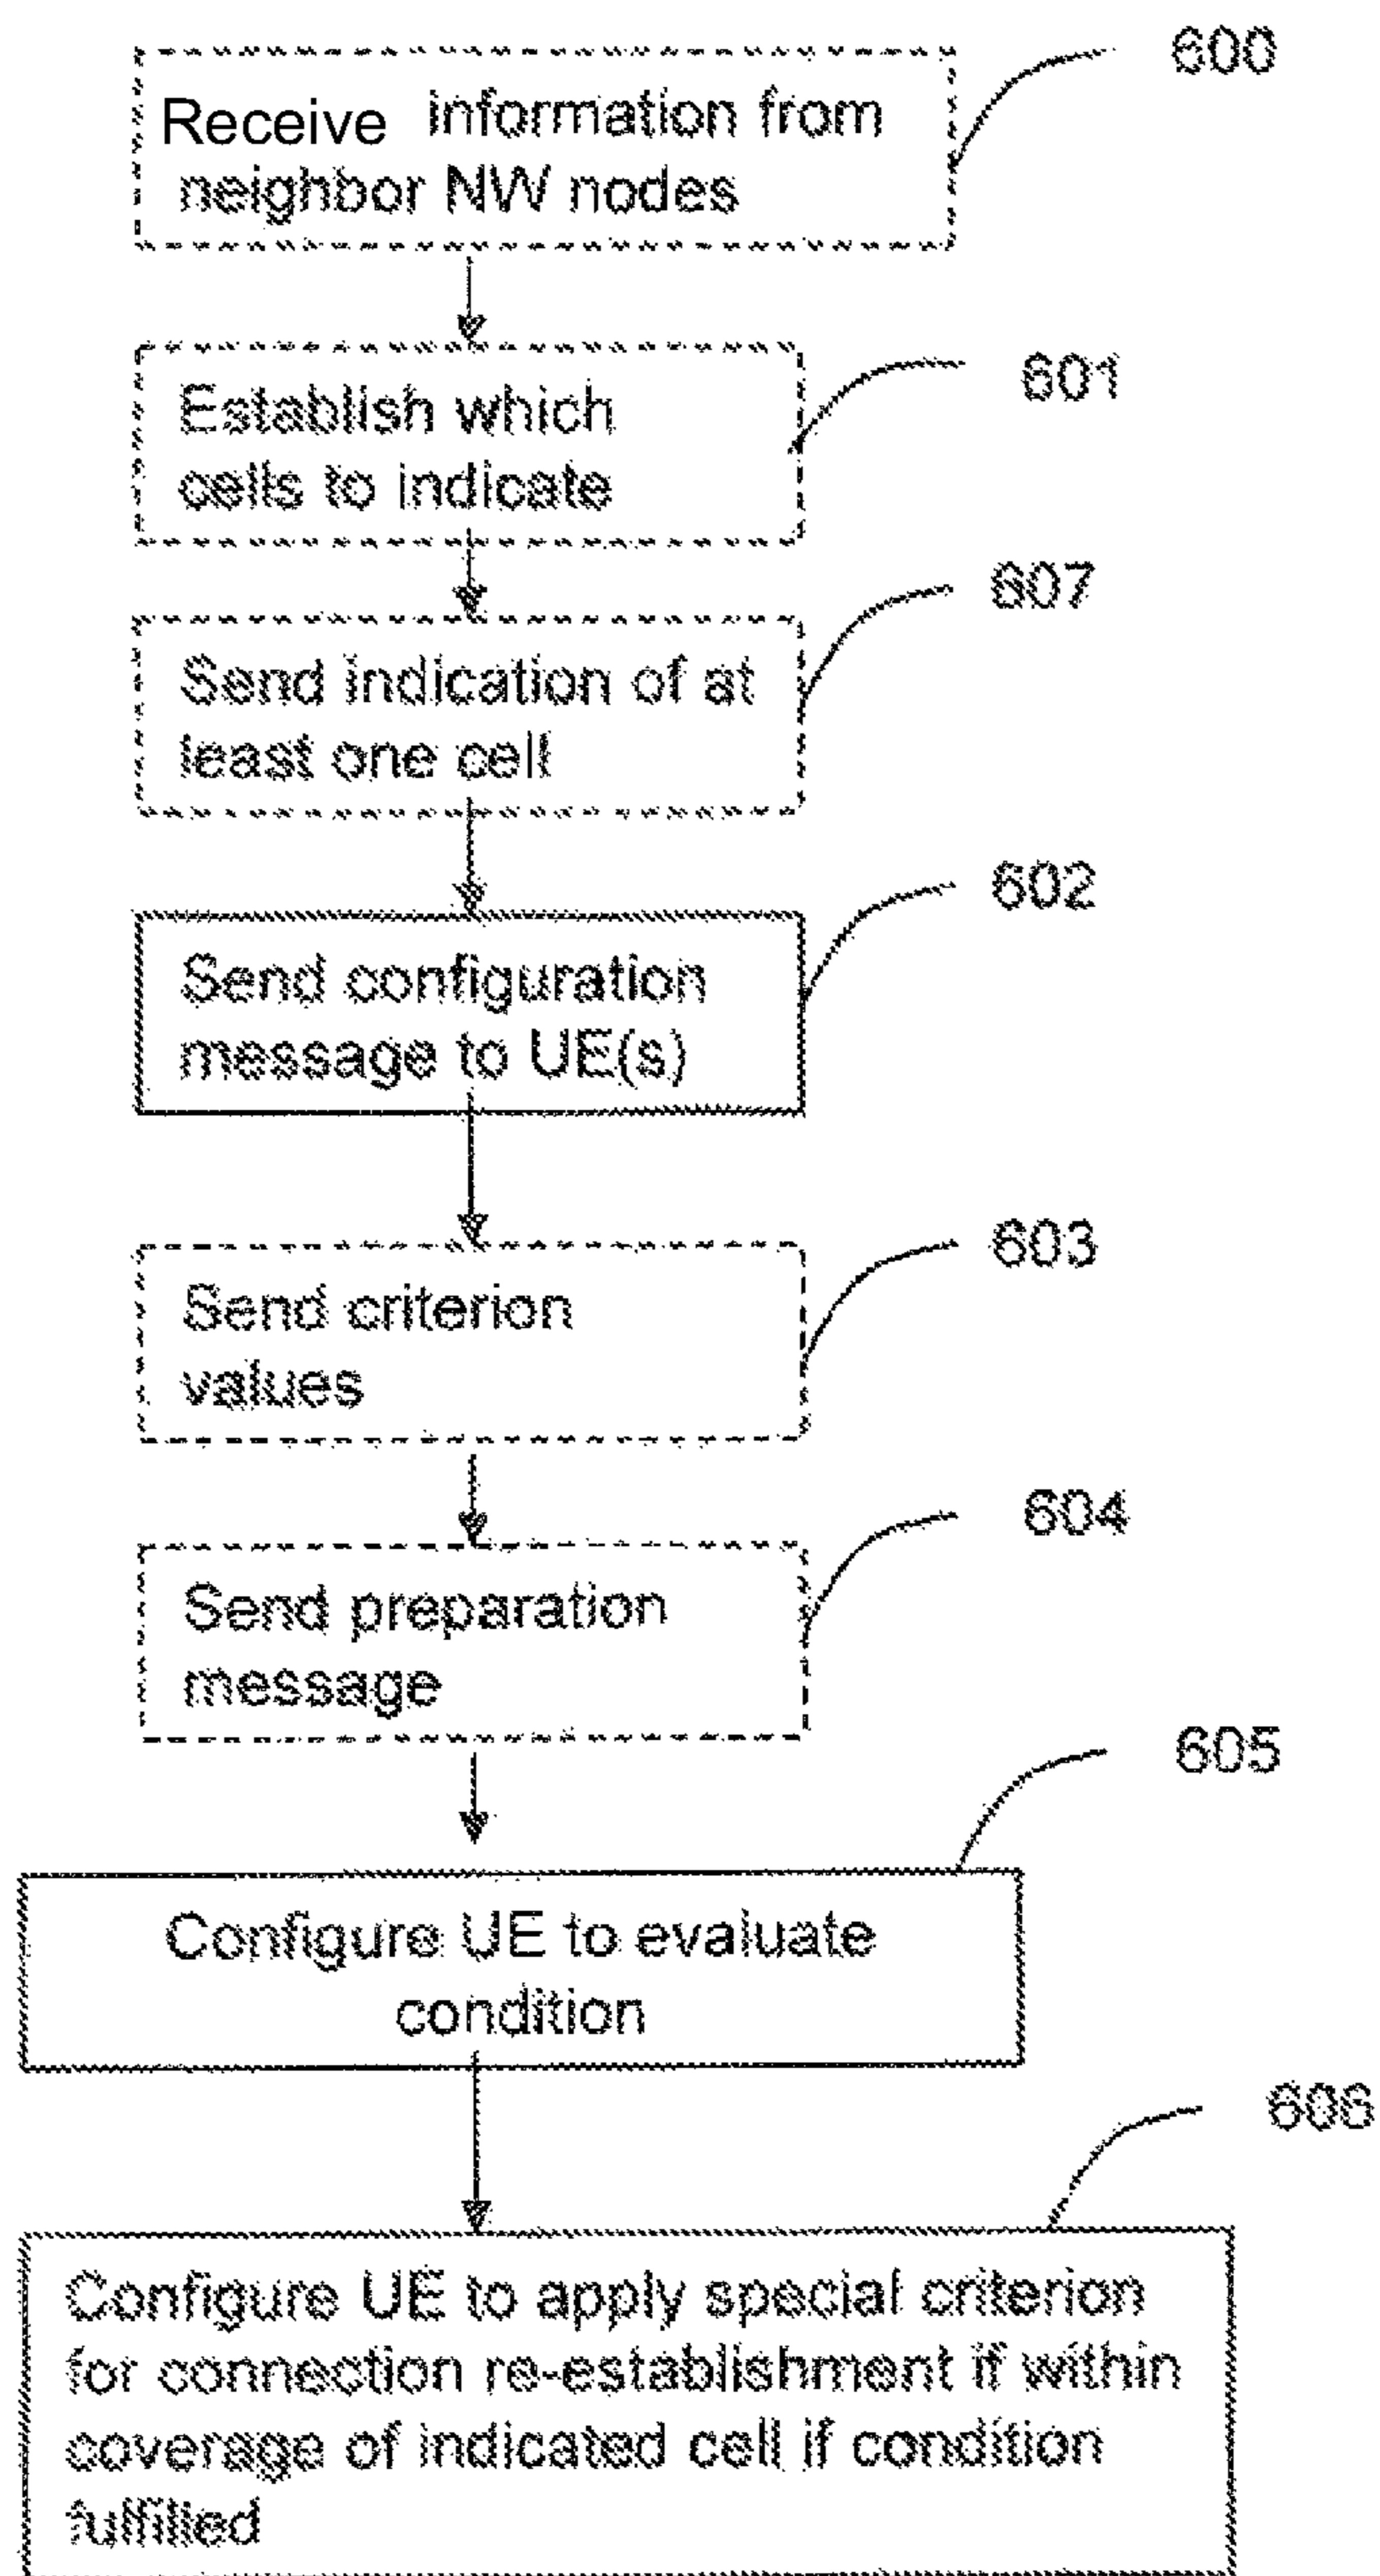 600
Receive information from
neighbor NW nodes
601
Establish which
cells to indicate
607
Send indication of at
least one cell
602
Send configuration
message to UE(s)
603
Send criterion
values
604
Send preparation
message
605
Configure UE to evaluate
condition
606
Configure UE to apply special criterion
for connection re-establishment if within
coverage of indicated cell if condition
fulfilled